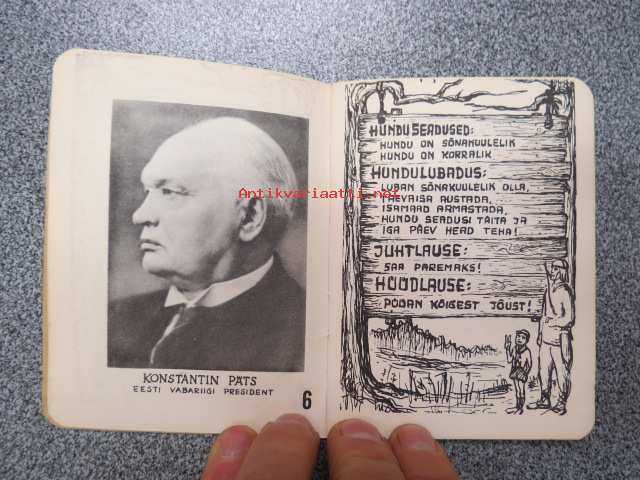 KONSTANTIN PÄTS
EESTI VABARIIGI PRESIDENT
6
HUNDU SEADUSED:
HUNDU ON SÕNAKUULELIK
HUNDU ON KORRALIK
HUNDULUBADUS:
LUBAN SÕNAKUULELIK OLLA,
TAEVAISA AUSTADA,
ISAMAAD ARMASTADA,
HUNDU SEADUSI TÄITA JA
IGA PÄEV HEAD TEHA!
JUHTLAUSE:
SAA PAREMAKS!
HÜÜDLAUSE:
PÜÜAN KÕIGEST JÕUST!
Antikvariaatti.net